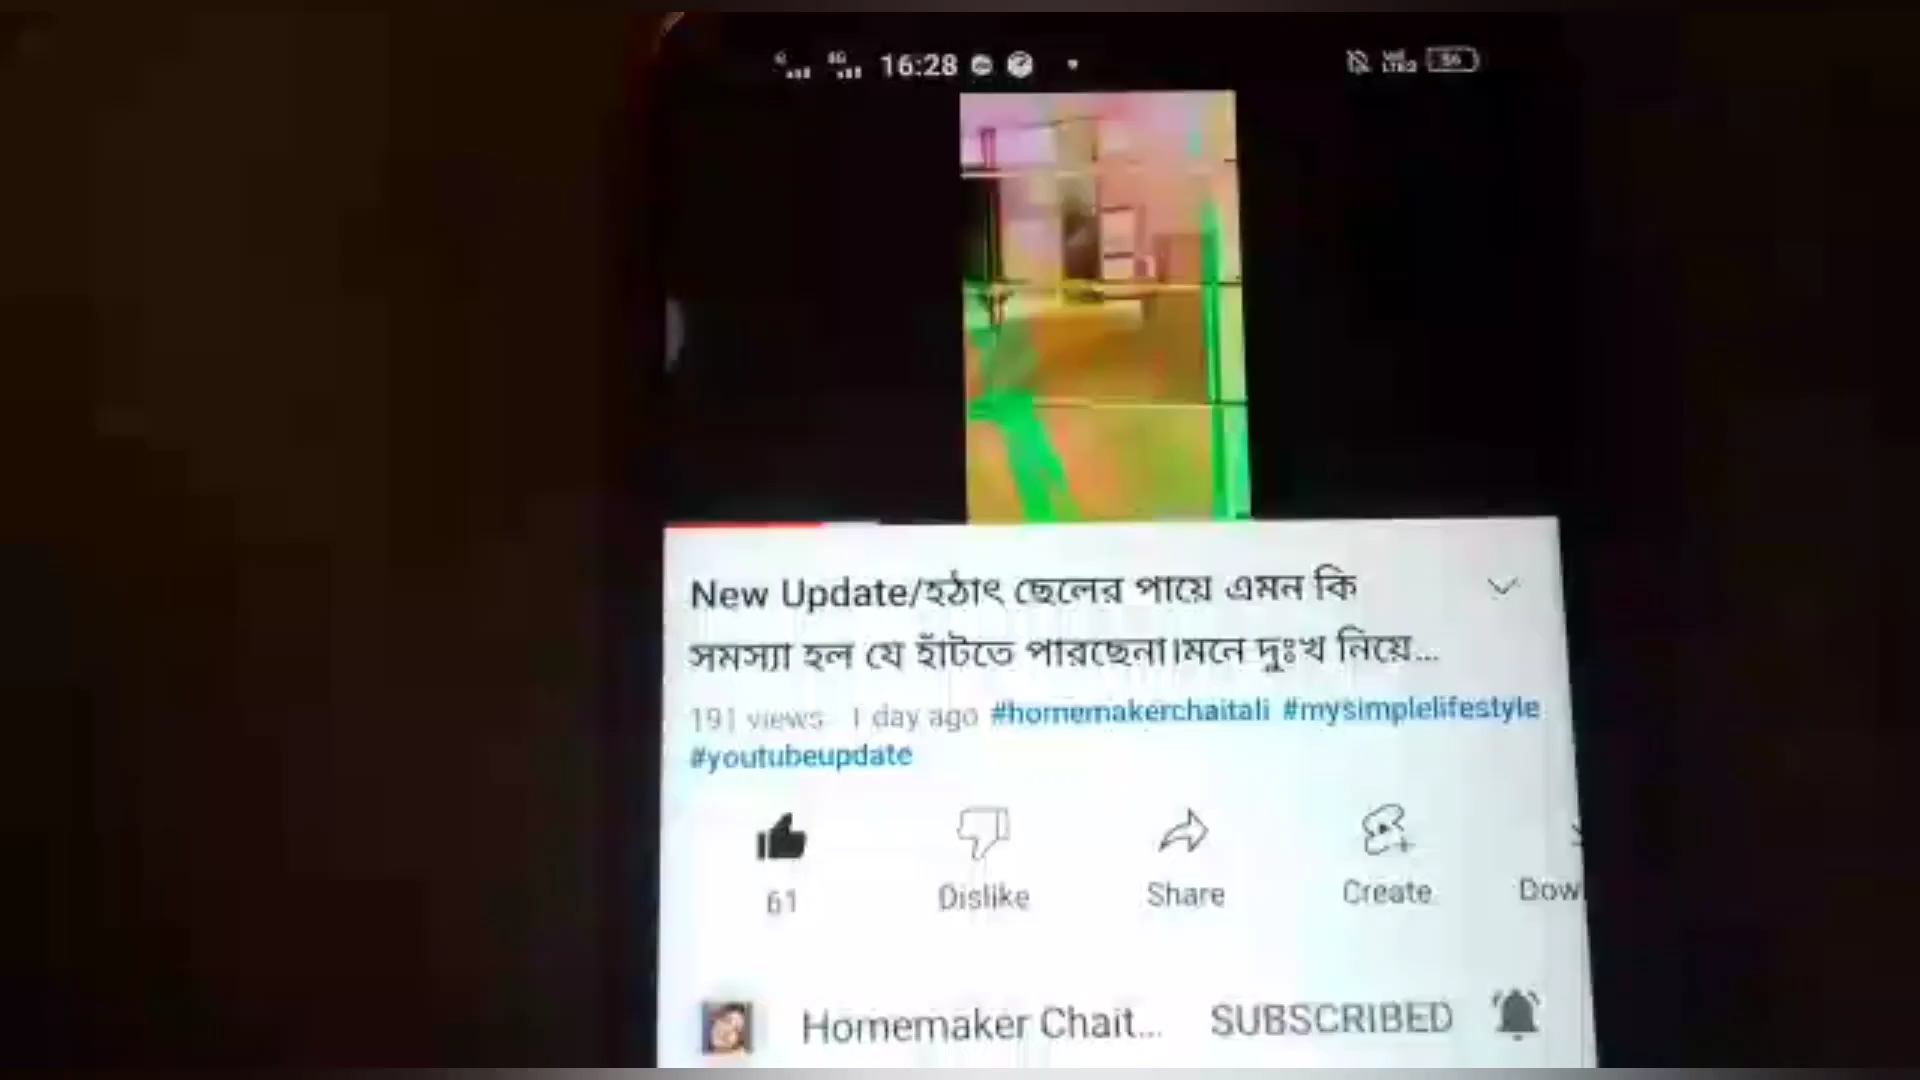 16:28
56
New Update/হঠাৎ ছেলের পায়ে এমন কি
সমস্যা হল যে হাঁটতে পারছেনা।মনে দুঃখ নিয়ে...
191 views 1 day ago #homemakerchaitali #mysimplelifestyle
#youtubeupdate
61 Dislike Share Create Dow
Homemaker Chait... SUBSCRIBED